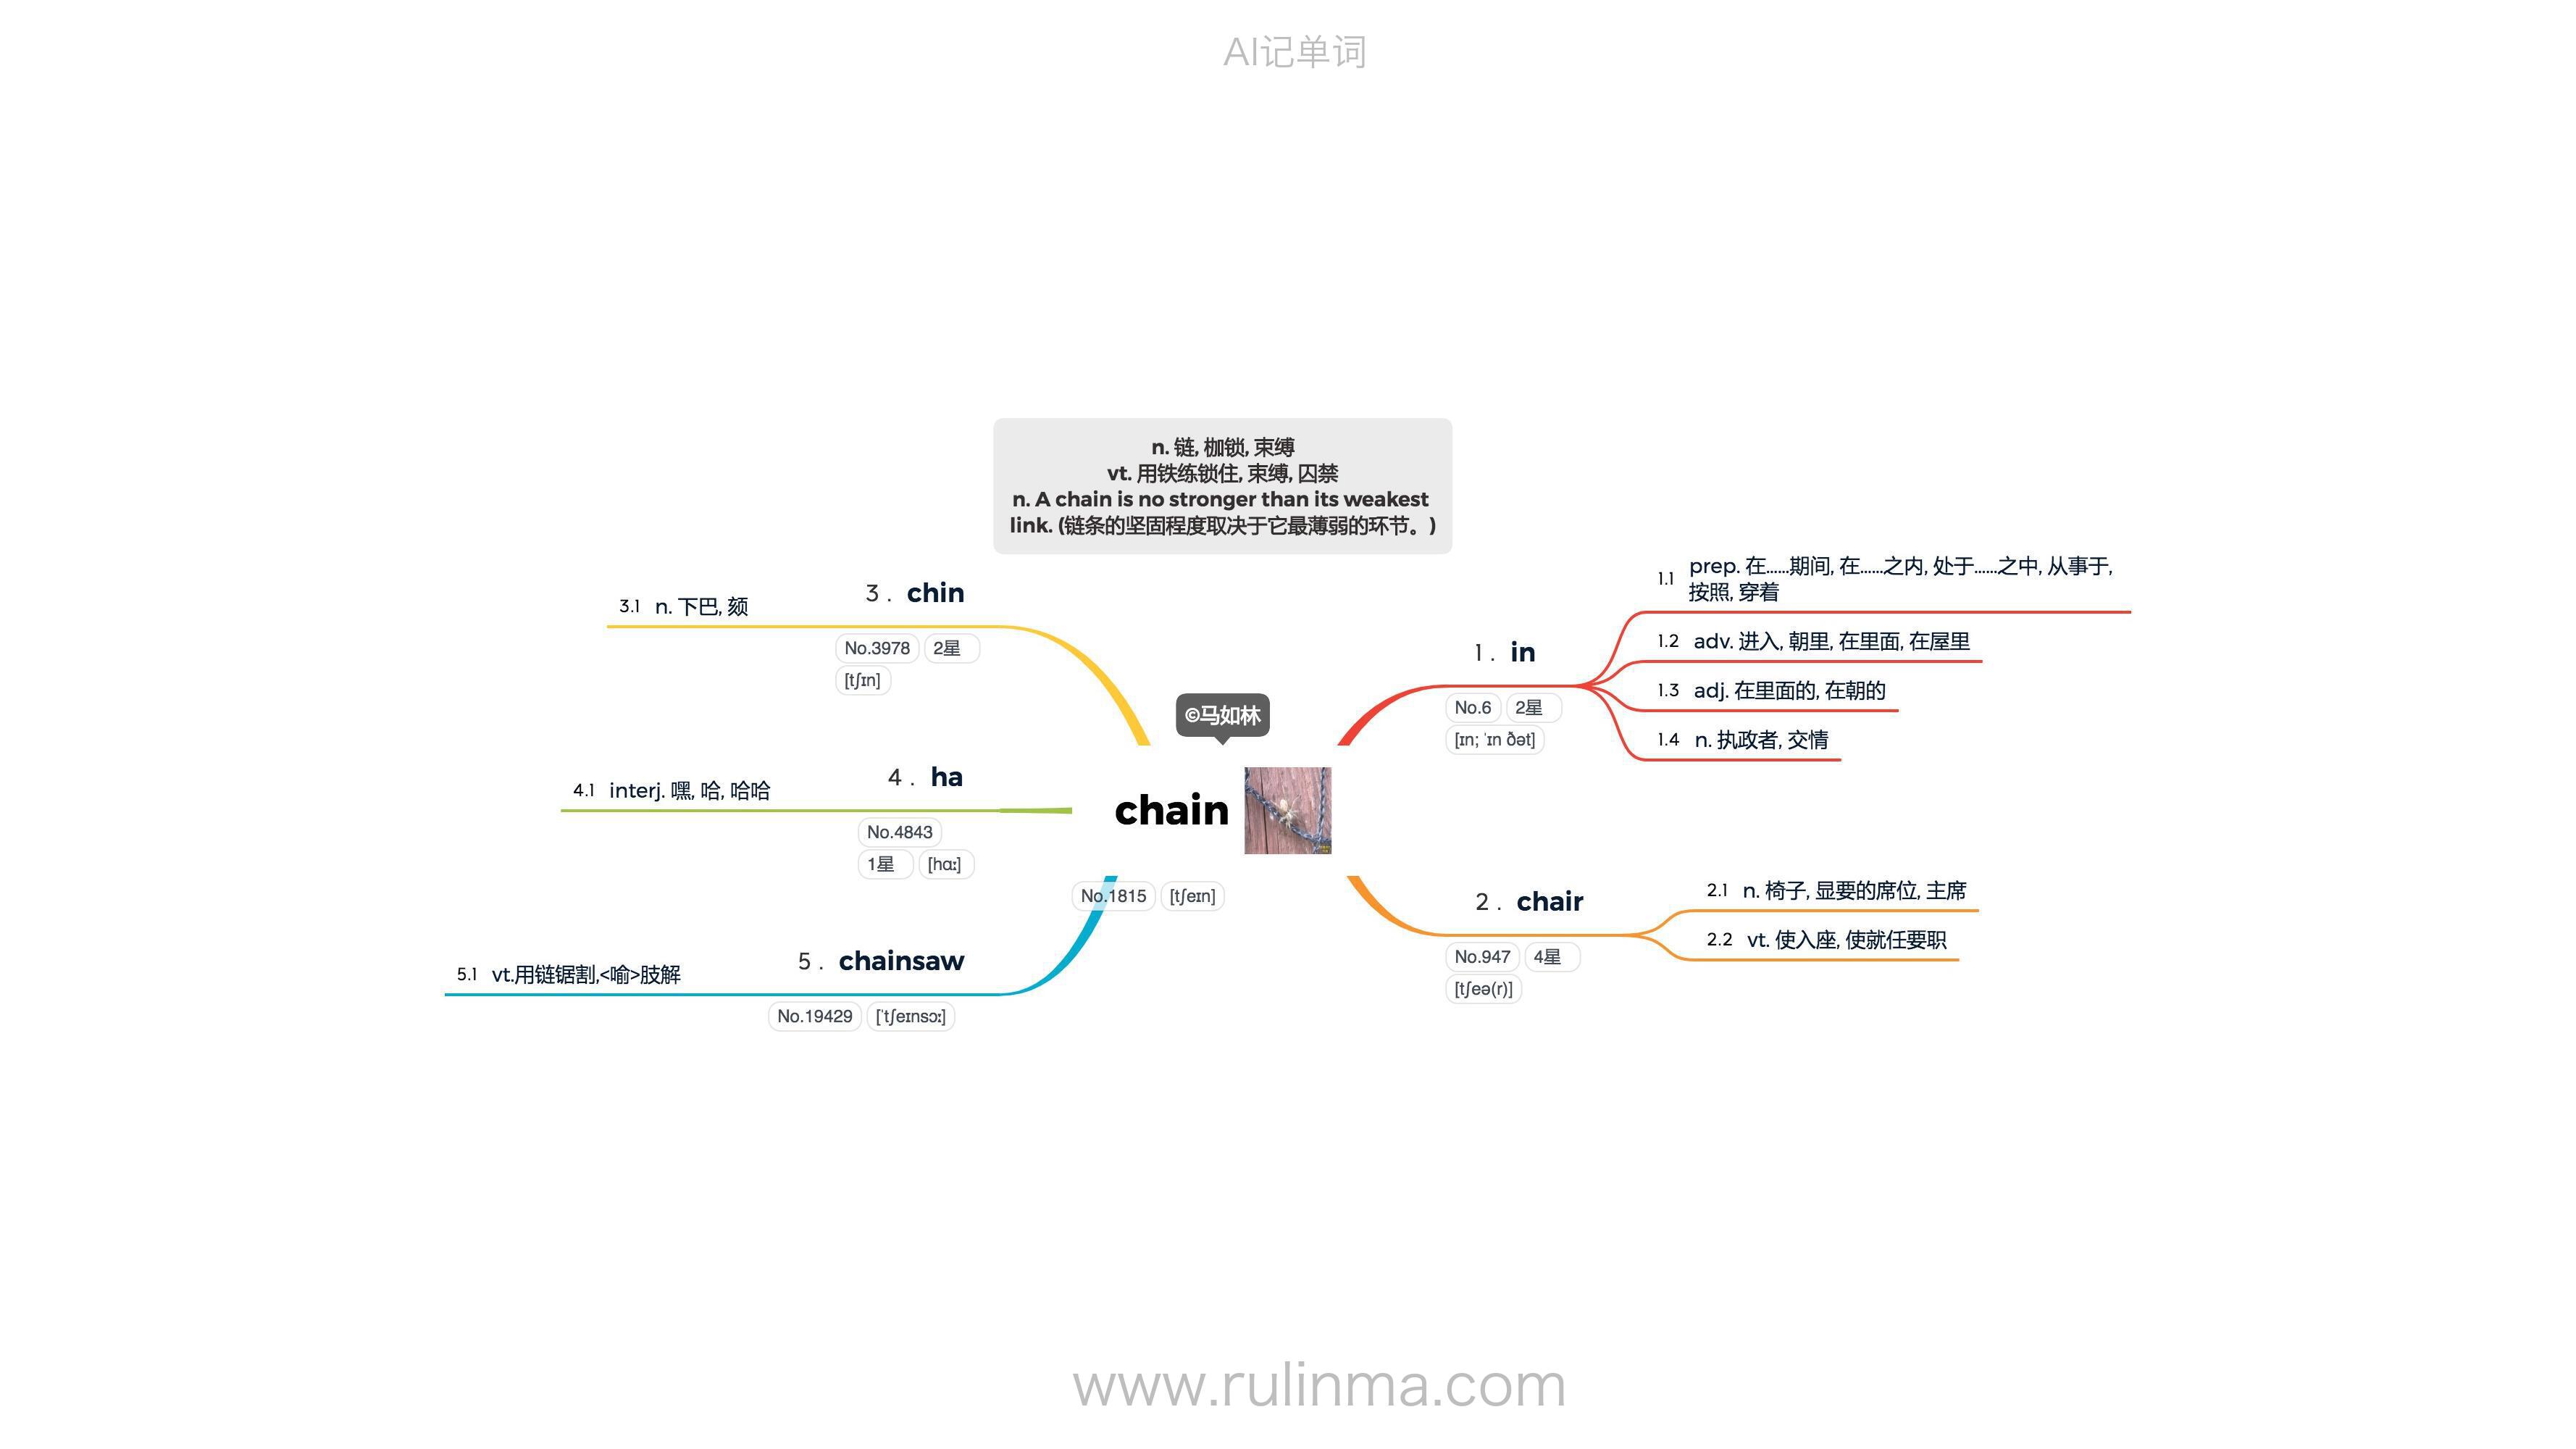 AI记单词
n. 链, 枷锁, 束缚
vt. 用铁练锁住, 束缚, 囚禁
n. A chain is no stronger than its weakest
link. (链条的坚固程度取决于它最薄弱的环节。)
©马如林
chain
No.1815 [tʃeɪn]
1 . in
No.6 2星
[ɪn; ˈɪn ðət]
1.1 prep. 在……期间, 在……之内, 处于……之中, 从事于,
按照, 穿着
1.2 adv. 进入, 朝里, 在里面, 在屋里
1.3 adj. 在里面的, 在朝的
1.4 n. 执政者, 交情
2 . chair
No.947 4星
[tʃeə(r)]
2.1 n. 椅子, 显要的席位, 主席
2.2 vt. 使入座, 使就任要职
3 . chin
No.3978 2星
[tʃɪn]
3.1 n. 下巴, 颏
4 . ha
No.4843
1星 [hɑː]
4.1 interj. 嘿, 哈, 哈哈
5 . chainsaw
No.19429 [ˈtʃeɪnsɔː]
5.1 vt.用链锯割,<喻>肢解
www.rulinma.com